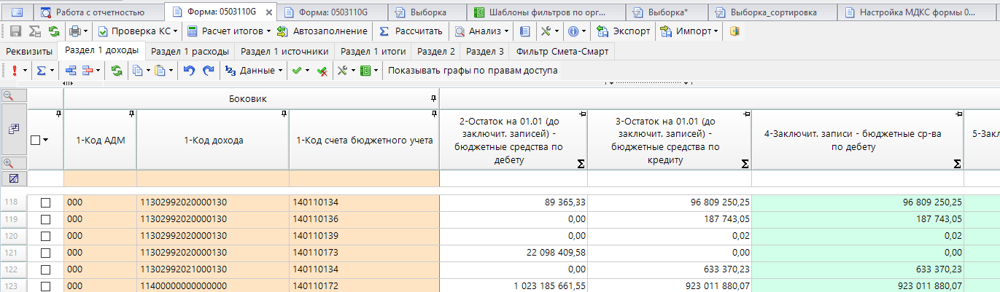 Работа с отчетностью Форма: 0503110G Форма: 0503110G Выборка Шаблоны фильтров по орг... Выборка* Выборка_сортировка Настройка МДКС формы 0...
Проверка КС Расчет итогов Автозаполнение Σ Рассчитать Анализ Экспорт Импорт
Реквизиты Раздел 1 доходы Раздел 1 расходы Раздел 1 источники Раздел 1 итоги Раздел 2 Раздел 3 Фильтр Смета-Смарт
Σ 123 Данные Показывать графы по правам доступа
Боковик
1-Код АДМ 1-Код дохода 1-Код счета бюджетного учета
2-Остаток на 01.01 (до
заключит. записей) -
бюджетные средства по
дебету Σ
3-Остаток на 01.01 (до
заключит. записей) -
бюджетные средства по
кредиту Σ
4-Заключит. записи - бюджетные ср-ва
по дебету Σ
5-Закл
118 000 11302992020000130 140110134 89 365,33 96 809 250,25 96 809 250,25
119 000 11302992020000130 140110136 0,00 187 743,05 187 743,05
120 000 11302992020000130 140110139 0,00 0,02 0,02
121 000 11302992020000130 140110173 22 098 409,58 0,00 0,00
122 000 11302992021000130 140110134 0,00 633 370,23 633 370,23
123 000 11400000000000000 140110172 1 023 185 661,55 923 011 880,07 923 011 880,07